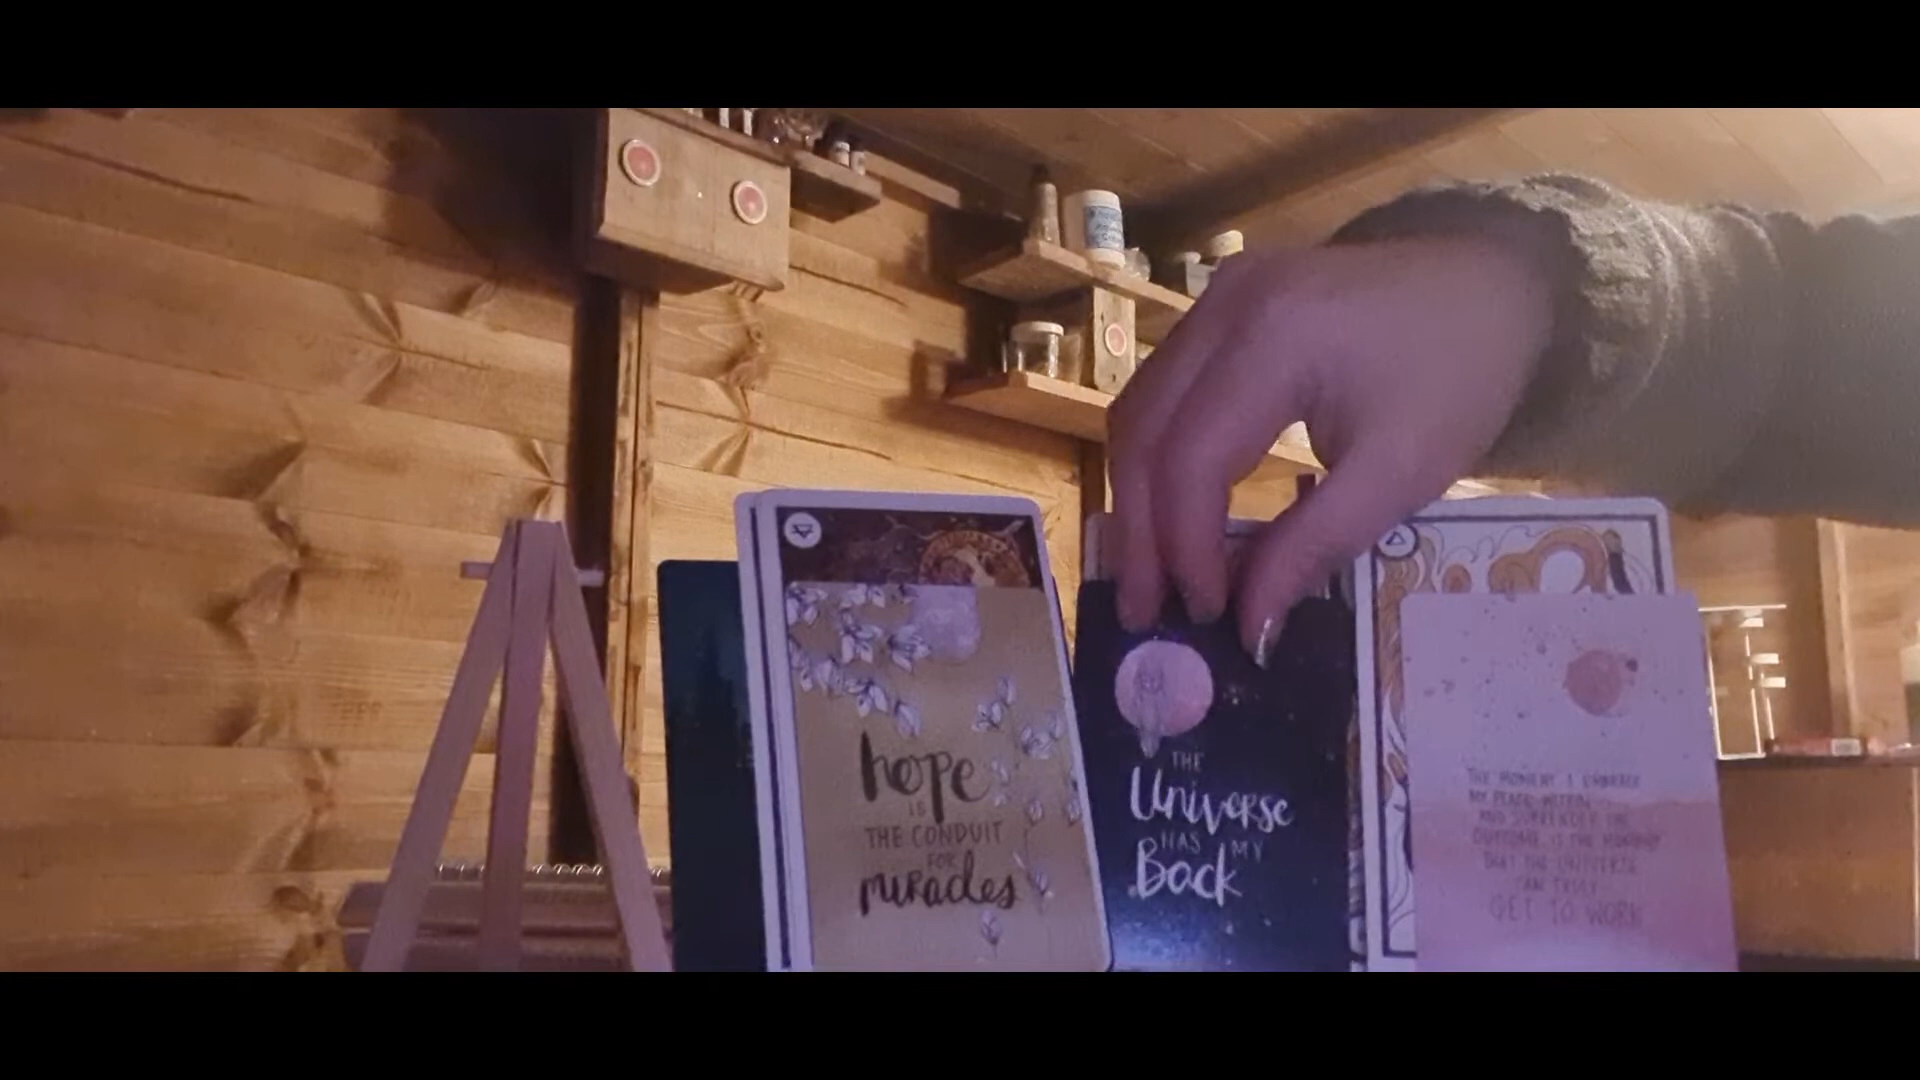 hope
IS
THE CONDUIT
FOR
miracles
THE
Universe
HAS MY
Back
THE MOMENT I EMBRACE
MY PEACE WITHIN
AND SURRENDER THE
OUTCOME IS THE MOMENT
THAT THE UNIVERSE
CAN TRULY
GET TO WORK